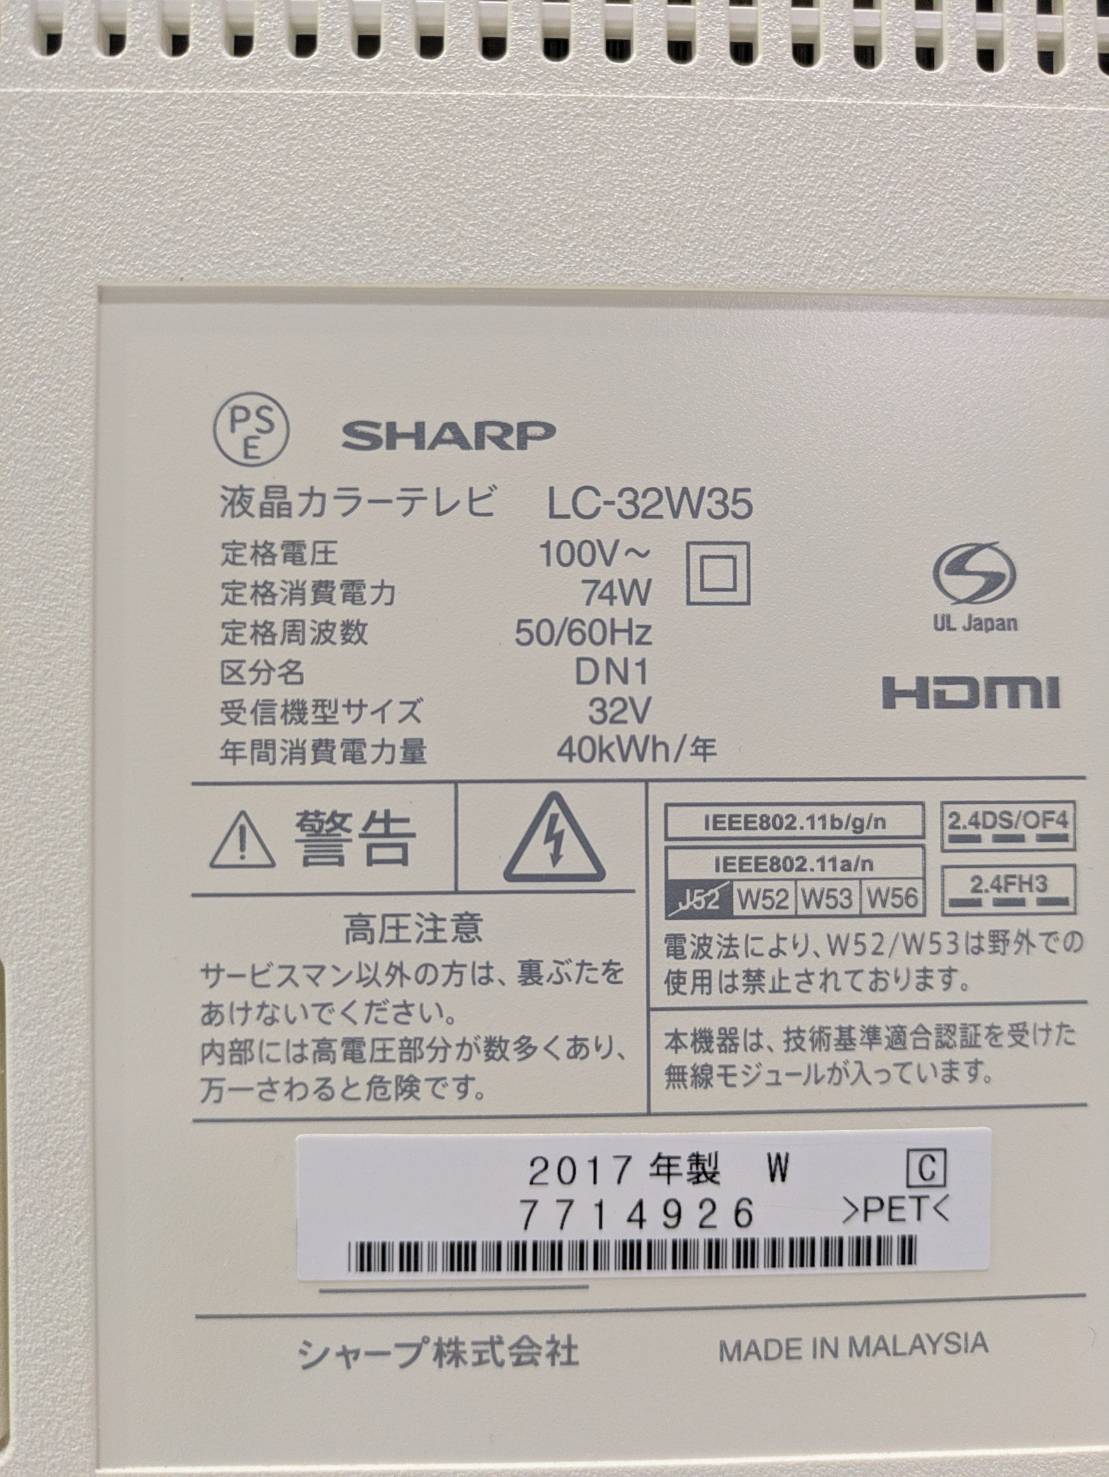 PS
E
SHARP
液晶カラーテレビ LC-32W35
定格電圧 100V～
定格消費電力 74W
定格周波数 50/60Hz
区分名 DN1
受信機型サイズ 32V
年間消費電力量 40kWh/年
UL Japan
HDMI
警告
高圧注意
サービスマン以外の方は、裏ぶたを
あけないでください。
内部には高電圧部分が数多くあり、
万一さわると危険です。
IEEE802.11b/g/n
IEEE802.11a/n
J52 W52 W53 W56
2.4DS/OF4
2.4FH3
電波法により、W52/W53は野外での
使用は禁止されております。
本機器は、技術基準適合認証を受けた
無線モジュールが入っています。
2017年製 W C
7714926 >PET<
シャープ株式会社 MADE IN MALAYSIA